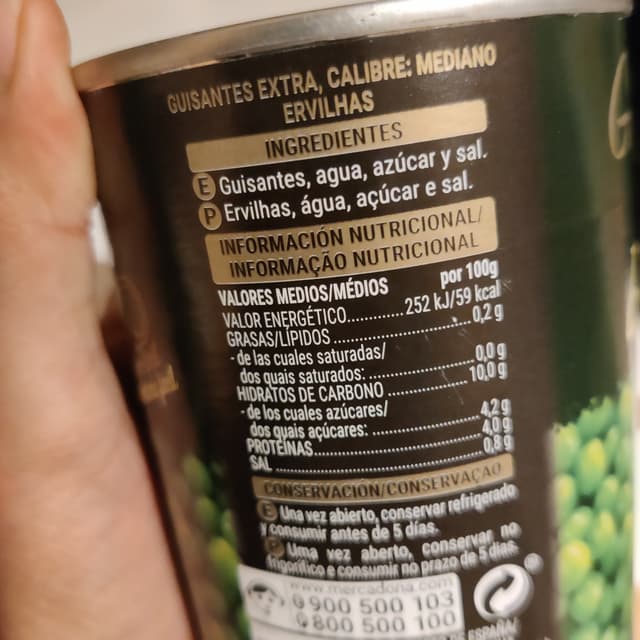 GUISANTES EXTRA, CALIBRE: MEDIANO
ERVILHAS
INGREDIENTES
E Guisantes, agua, azúcar y sal.
P Ervilhas, água, açúcar e sal.
INFORMACIÓN NUTRICIONAL/
INFORMAÇÃO NUTRICIONAL
VALORES MEDIOS/MÉDIOS por 100g
VALOR ENERGÉTICO............ 252 kJ/59 kcal
GRASAS/LÍPIDOS ........................ 0,2 g
- de las cuales saturadas/
dos quais saturados: .................. 0,0 g
HIDRATOS DE CARBONO .............. 10,0 g
- de los cuales azúcares/
dos quais açúcares: .................. 4,2 g
PROTEÍNAS............................ 4,0 g
SAL .................................. 0,8 g
CONSERVACIÓN/CONSERVAÇÃO
E Una vez abierto, conservar refrigerado
y consumir antes de 5 días.
P Uma vez aberto, conservar no
frigorífico e consumir no prazo de 5 dias.
www.mercadona.com
E 900 500 103
P 800 500 100